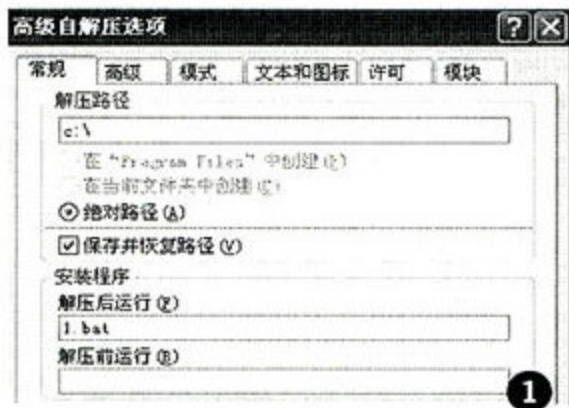 高级自解压选项
常规 高级 模式 文本和图标 许可 模块
解压路径
c:\
在 "Program Files" 中创建(P)
在当前文件夹中创建(C)
绝对路径(A)
保存并恢复路径(V)
安装程序
解压后运行(F)
1.bat
解压前运行(B)
1